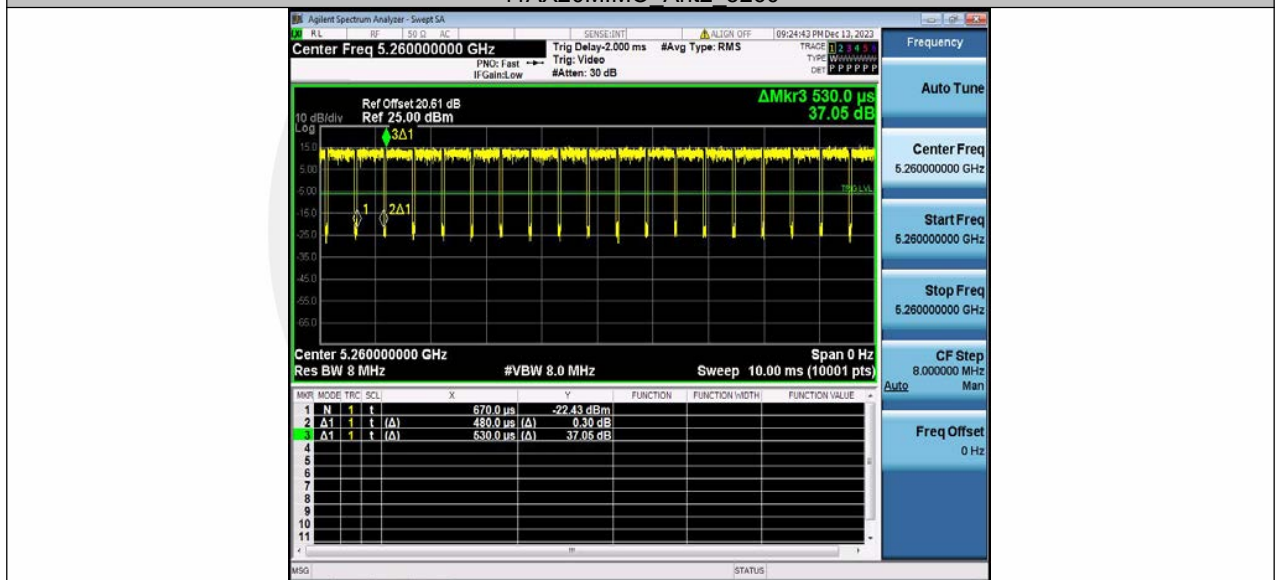 Agilent Spectrum Analyzer - Swept SA
RL RF 50 Ω AC SENSE:INT ALIGN OFF 09:24:43 PM Dec 13, 2023
Center Freq 5.260000000 GHz Trig Delay-2.000 ms #Avg Type: RMS TRACE 1 2 3 4 5 6
PNO: Fast Trig: Video TYPE
IFGain:Low #Atten: 30 dB DET P P P P P P
Frequency
Auto Tune
Ref Offset 20.61 dB ΔMkr3 530.0 µs
10 dB/div Ref 25.00 dBm 37.05 dB
Log
3Δ1
15.0
5.00
-5.00
TRIG LVL
-15.0
1 2Δ1
-25.0
-35.0
-45.0
-55.0
-65.0
Center 5.260000000 GHz Span 0 Hz
Res BW 8 MHz #VBW 8.0 MHz Sweep 10.00 ms (10001 pts)
MKR MODE TRC SCL X Y FUNCTION FUNCTION WIDTH FUNCTION VALUE
1 N 1 t 670.0 µs -22.43 dBm
2 Δ1 1 t (Δ) 480.0 µs (Δ) 0.30 dB
3 Δ1 1 t (Δ) 530.0 µs (Δ) 37.05 dB
4
5
6
7
8
9
10
11
MSG STATUS
Center Freq
5.260000000 GHz
Start Freq
5.260000000 GHz
Stop Freq
5.260000000 GHz
CF Step
8.000000 MHz
Auto Man
Freq Offset
0 Hz